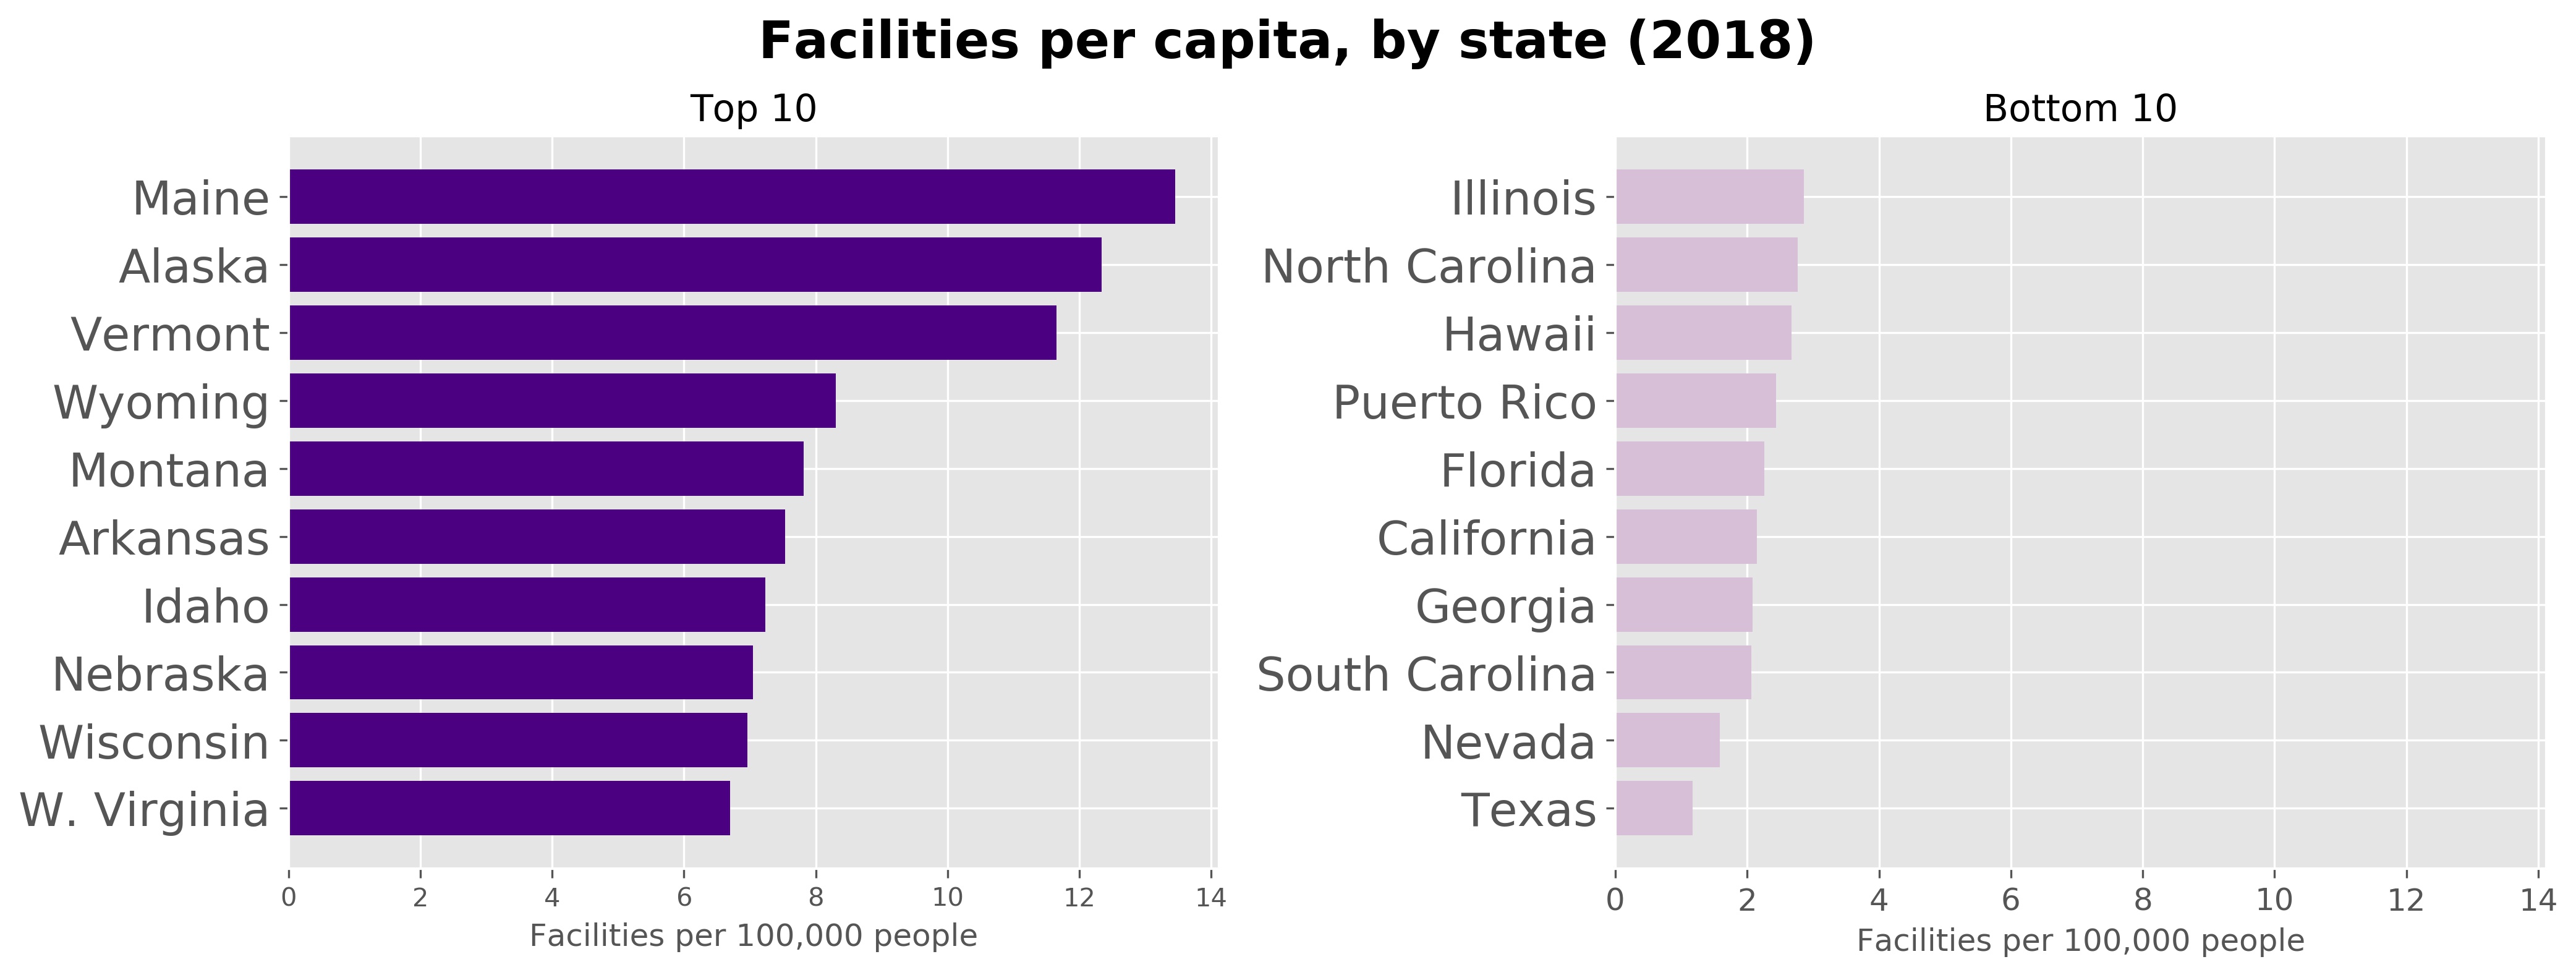 Facilities per capita, by state (2018)
Top 10
Maine
Alaska
Vermont
Wyoming
Montana
Arkansas
Idaho
Nebraska
Wisconsin
W. Virginia
0 2 4 6 8 10 12 14
Facilities per 100,000 people
Bottom 10
Illinois
North Carolina
Hawaii
Puerto Rico
Florida
California
Georgia
South Carolina
Nevada
Texas
0 2 4 6 8 10 12 14
Facilities per 100,000 people